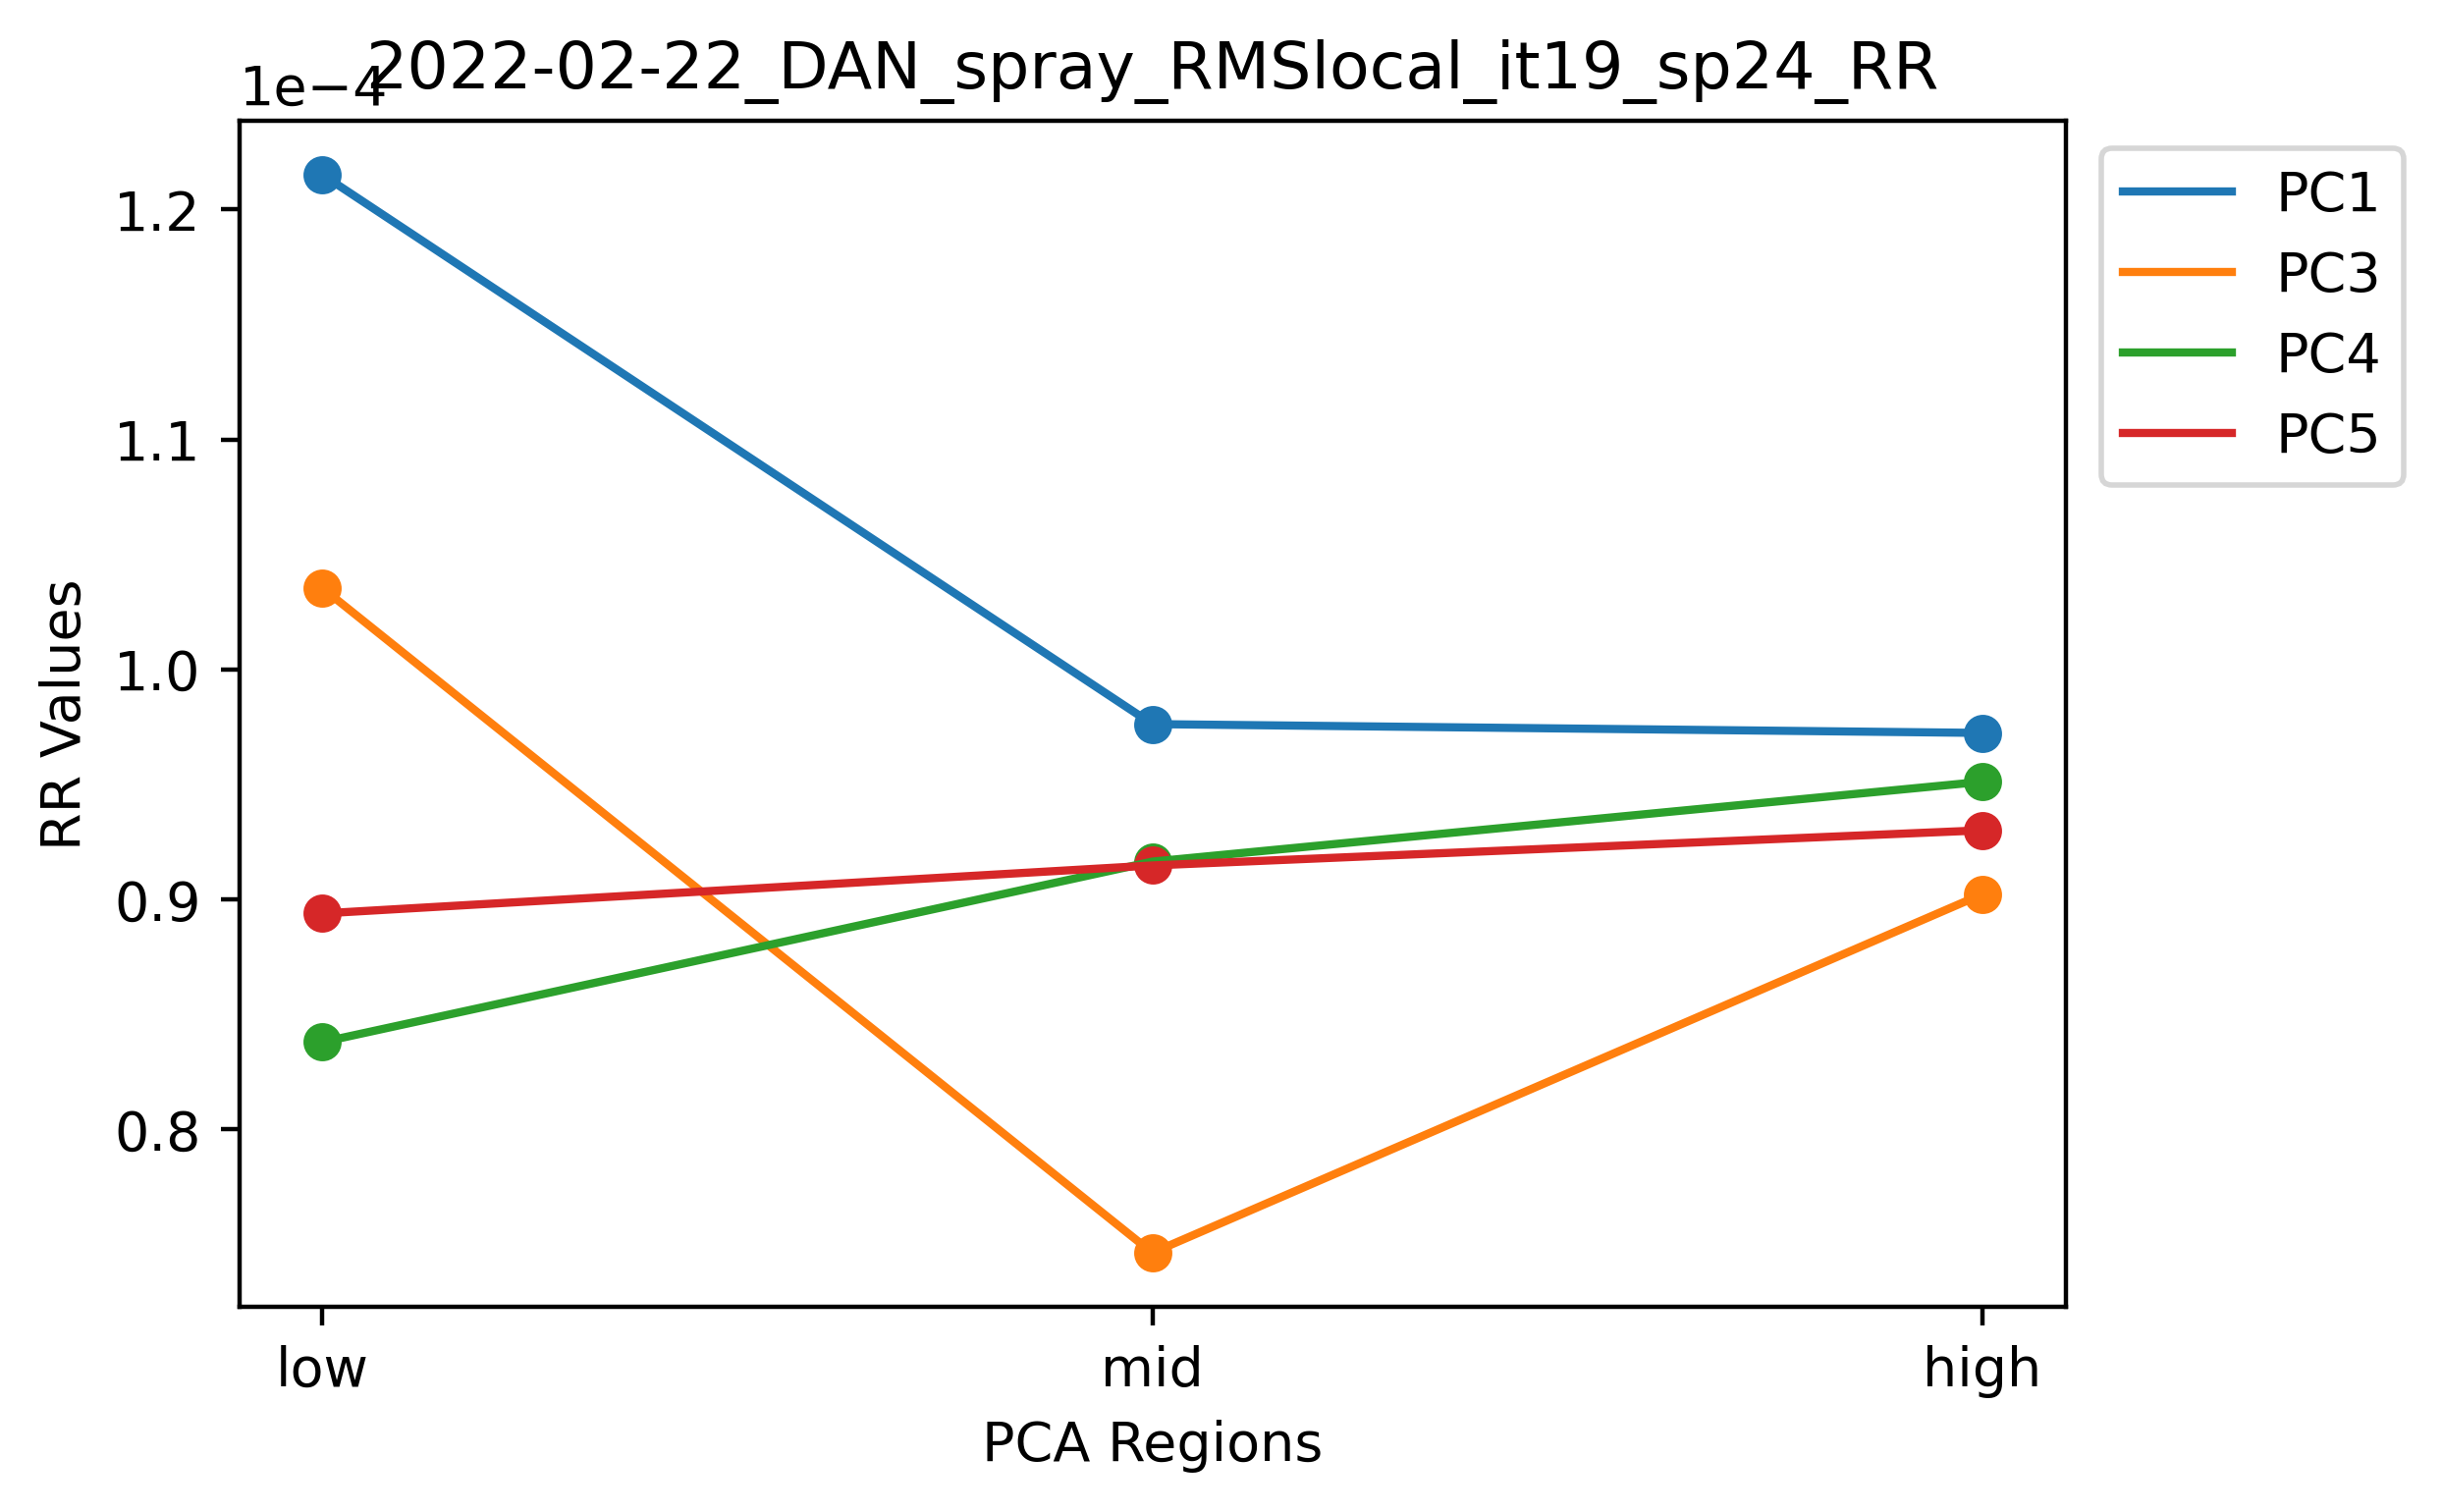 2022-02-22_DAN_spray_RMSlocal_it19_sp24_RR
1e−4
1.2
1.1
1.0
0.9
0.8
RR Values
low
mid
high
PCA Regions
PC1
PC3
PC4
PC5